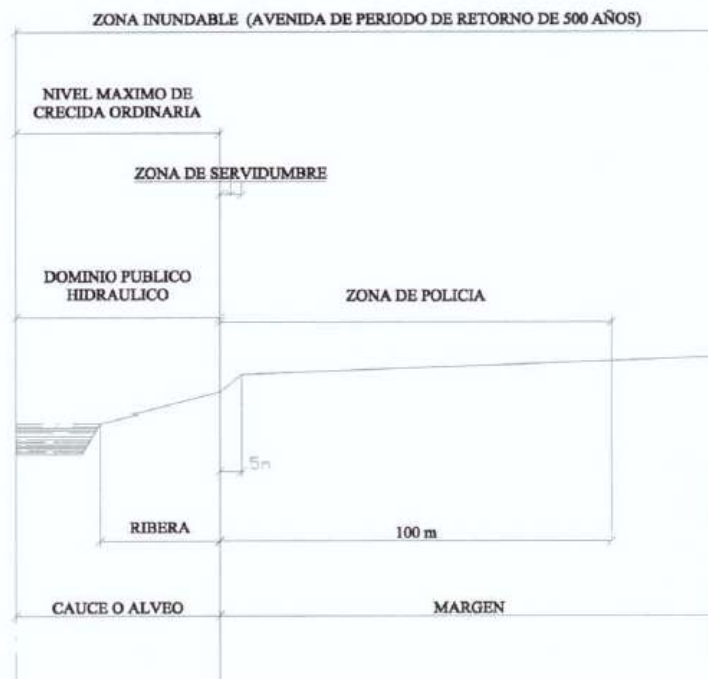 ZONA INUNDABLE (AVENIDA DE PERIODO DE RETORNO DE 500 AÑOS)
NIVEL MAXIMO DE
CRECIDA ORDINARIA
ZONA DE SERVIDUMBRE
DOMINIO PUBLICO
HIDRAULICO
ZONA DE POLICIA
5m
RIBERA
100 m
CAUCE O ALVEO
MARGEN